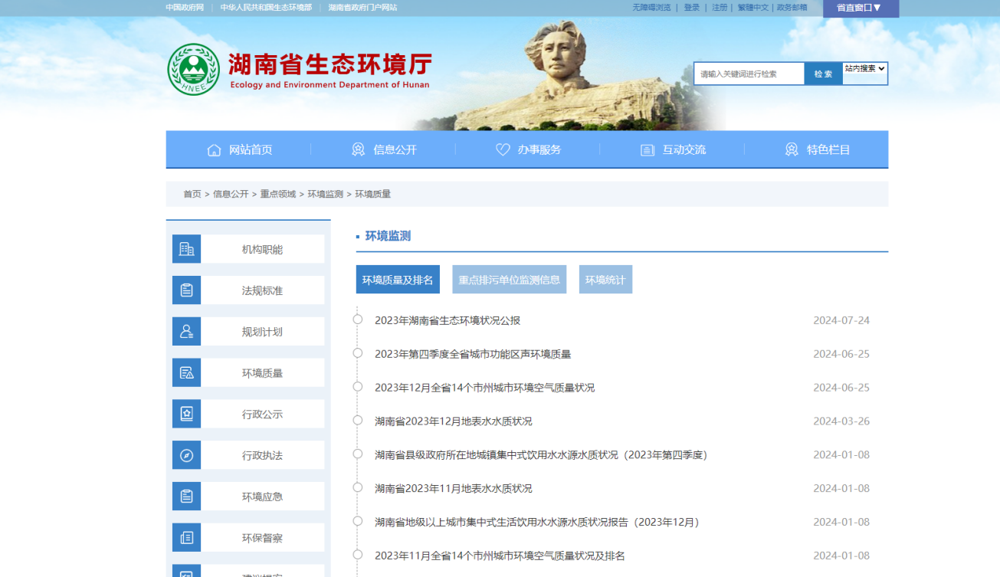 中国政府网 | 中华人民共和国生态环境部 | 湖南省政府门户网站
无障碍浏览 | 登录 | 注册 | 繁體中文 | 政务邮箱
省直窗口▼
湖南省生态环境厅
Ecology and Environment Department of Hunan
HNEE
请输入关键词进行检索
检 索
站内搜索
网站首页
信息公开
办事服务
互动交流
特色栏目
首页 > 信息公开 > 重点领域 > 环境监测 > 环境质量
机构职能
法规标准
规划计划
环境质量
行政公示
行政执法
环境应急
环保督察
环境监测
环境质量及排名
重点排污单位监测信息
环境统计
2023年湖南省生态环境状况公报 2024-07-24
2023年第四季度全省城市功能区声环境质量 2024-06-25
2023年12月全省14个市州城市环境空气质量状况 2024-06-25
湖南省2023年12月地表水水质状况 2024-03-26
湖南省县级政府所在地城镇集中式饮用水水源水质状况（2023年第四季度） 2024-01-08
湖南省2023年11月地表水水质状况 2024-01-08
湖南省地级以上城市集中式生活饮用水水源水质状况报告（2023年12月） 2024-01-08
2023年11月全省14个市州城市环境空气质量状况及排名 2024-01-08